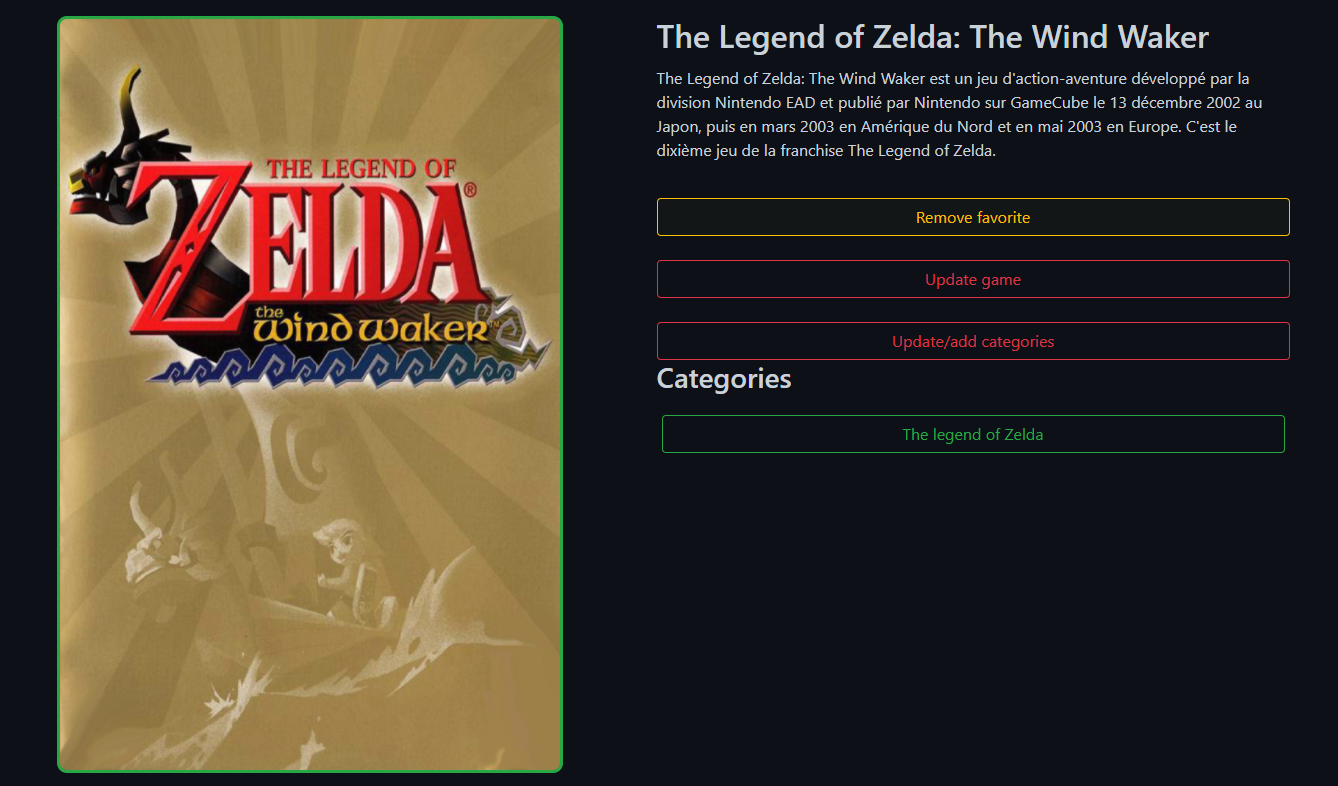 THE LEGEND OF
ZELDA®
the
wind waker™
The Legend of Zelda: The Wind Waker
The Legend of Zelda: The Wind Waker est un jeu d'action-aventure développé par la
division Nintendo EAD et publié par Nintendo sur GameCube le 13 décembre 2002 au
Japon, puis en mars 2003 en Amérique du Nord et en mai 2003 en Europe. C'est le
dixième jeu de la franchise The Legend of Zelda.
Remove favorite
Update game
Update/add categories
Categories
The legend of Zelda